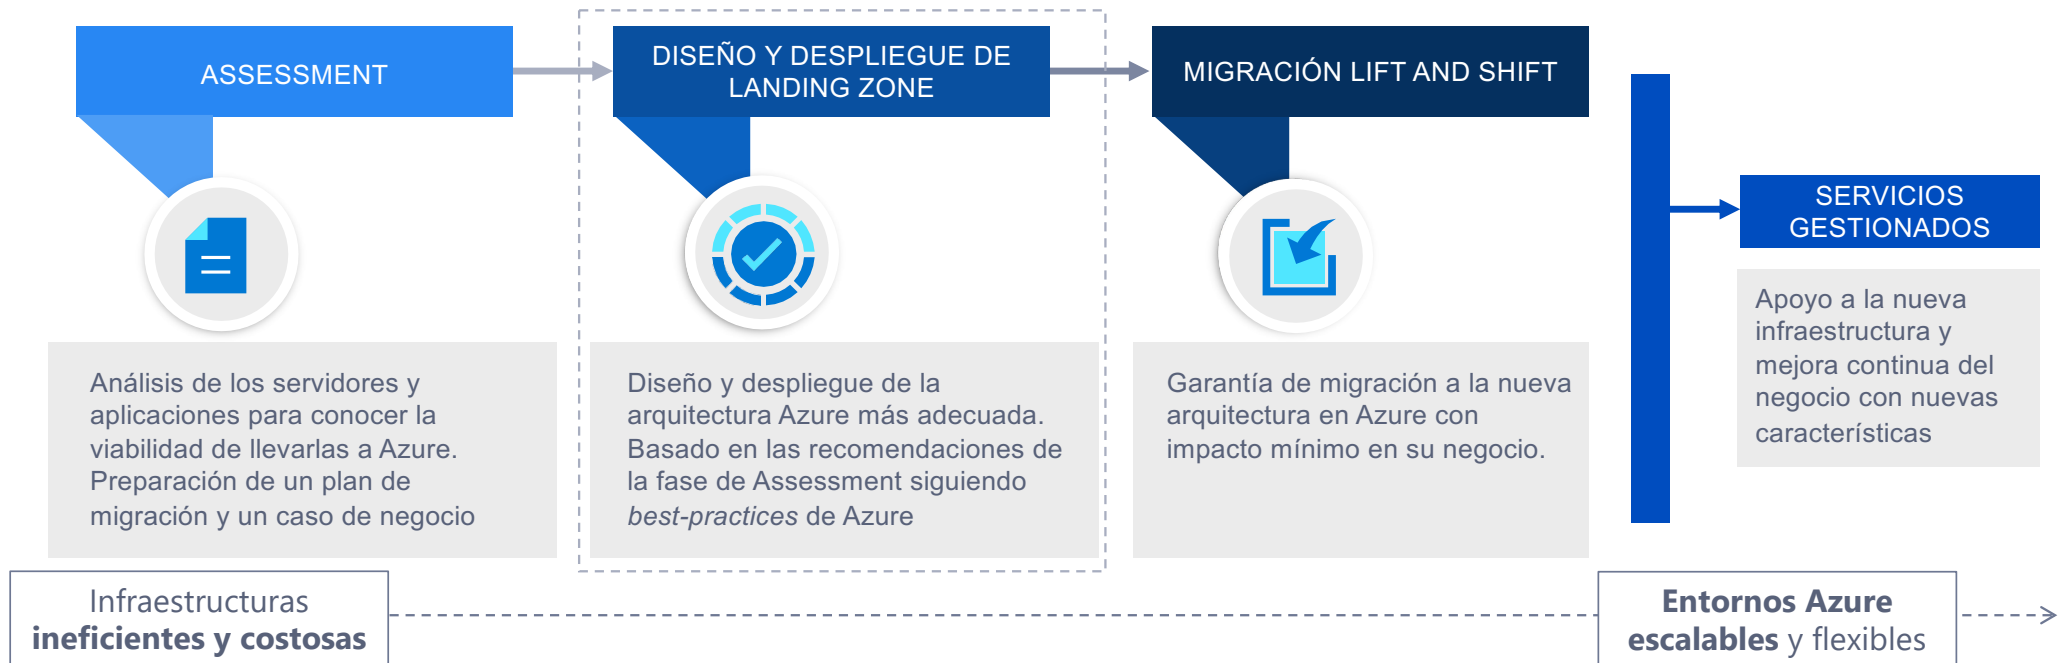 ASSESSMENT
DISEÑO Y DESPLIEGUE DE
LANDING ZONE
MIGRACIÓN LIFT AND SHIFT
SERVICIOS
GESTIONADOS
Análisis de los servidores y
aplicaciones para conocer la
viabilidad de llevarlas a Azure.
Preparación de un plan de
migración y un caso de negocio
Diseño y despliegue de la
arquitectura Azure más adecuada.
Basado en las recomendaciones de
la fase de Assessment siguiendo
best-practices de Azure
Garantía de migración a la nueva
arquitectura en Azure con
impacto mínimo en su negocio.
Apoyo a la nueva
infraestructura y
mejora continua del
negocio con nuevas
características
Infraestructuras
ineficientes y costosas
Entornos Azure
escalables y flexibles